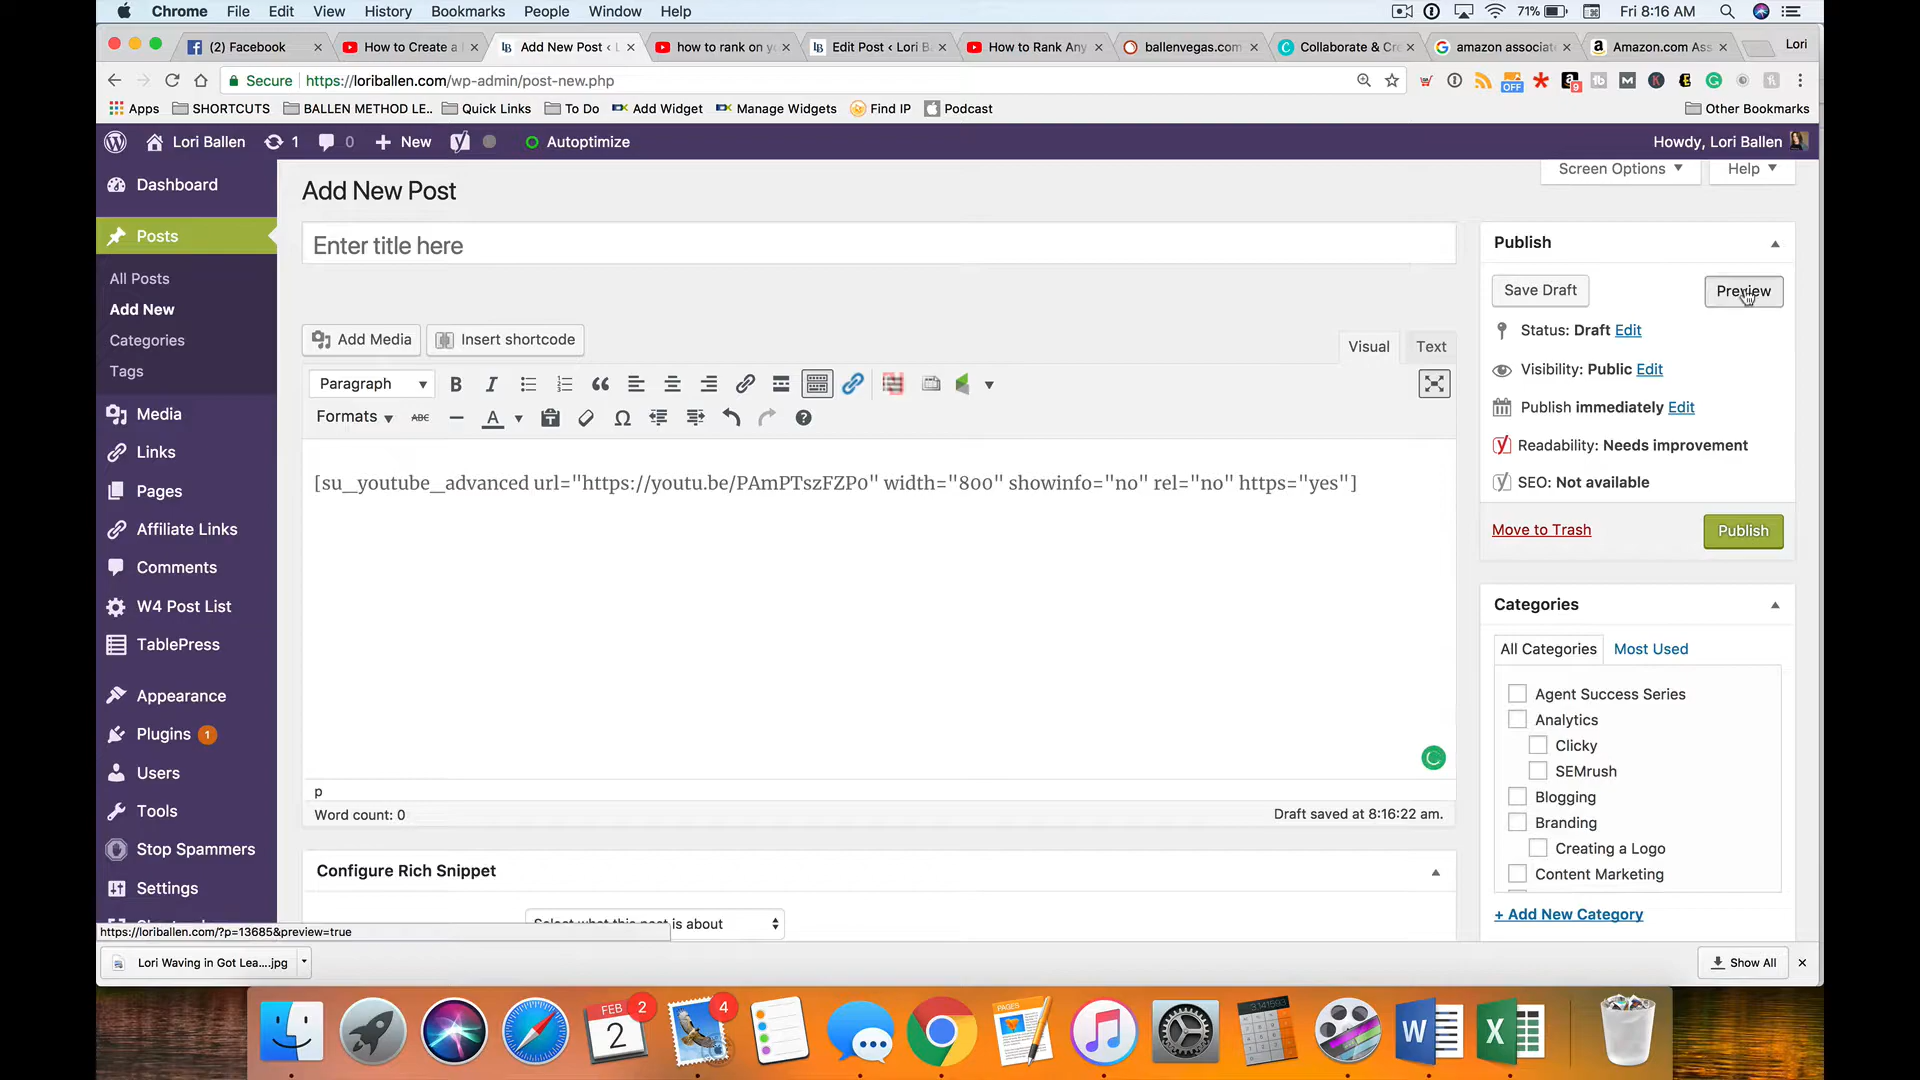 Chrome File Edit View History Bookmarks People Window Help 71% Fri 8:16 AM
(2) Facebook How to Create a Add New Post ‹ L how to rank on yo Edit Post ‹ Lori B How to Rank Any ballenvegas.com Collaborate & Cre amazon associat Amazon.com Ass Lori
Secure https://loriballen.com/wp-admin/post-new.php OFF 9
Apps SHORTCUTS BALLEN METHOD LE.. Quick Links To Do Add Widget Manage Widgets Find IP Podcast Other Bookmarks
Lori Ballen 1 0 New Autoptimize Howdy, Lori Ballen
Screen Options Help
Dashboard
Posts
All Posts
Add New
Categories
Tags
Media
Links
Pages
Affiliate Links
Comments
W4 Post List
TablePress
Appearance
Plugins 1
Users
Tools
Stop Spammers
Settings
Add New Post
Enter title here
Add Media Insert shortcode Visual Text
Paragraph B I
Formats ABC A
[su_youtube_advanced url="https://youtu.be/PAmPTszFZP0" width="800" showinfo="no" rel="no" https="yes"]
p
Word count: 0 Draft saved at 8:16:22 am.
Configure Rich Snippet
Select what this post is about
Publish
Save Draft Preview
Status: Draft Edit
Visibility: Public Edit
Publish immediately Edit
Readability: Needs improvement
SEO: Not available
Move to Trash Publish
Categories
All Categories Most Used
Agent Success Series
Analytics
Clicky
SEMrush
Blogging
Branding
Creating a Logo
Content Marketing
+ Add New Category
https://loriballen.com/?p=13685&preview=true
Lori Waving in Got Lea....jpg Show All
FEB 2 2 4 PAGES W X